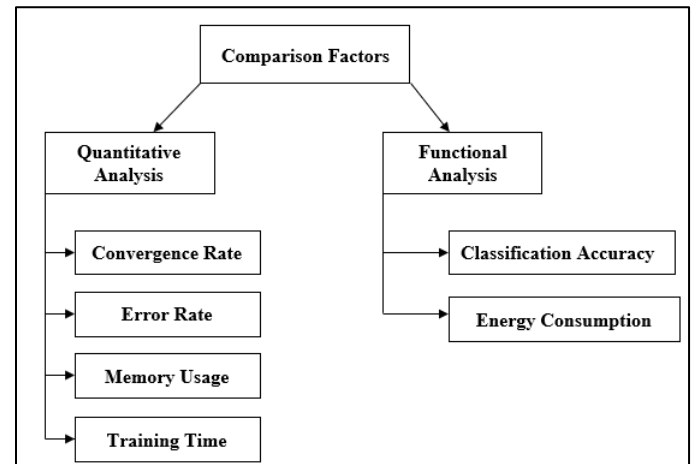 Comparison Factors
Quantitative
Analysis
Convergence Rate
Error Rate
Memory Usage
Training Time
Functional
Analysis
Classification Accuracy
Energy Consumption